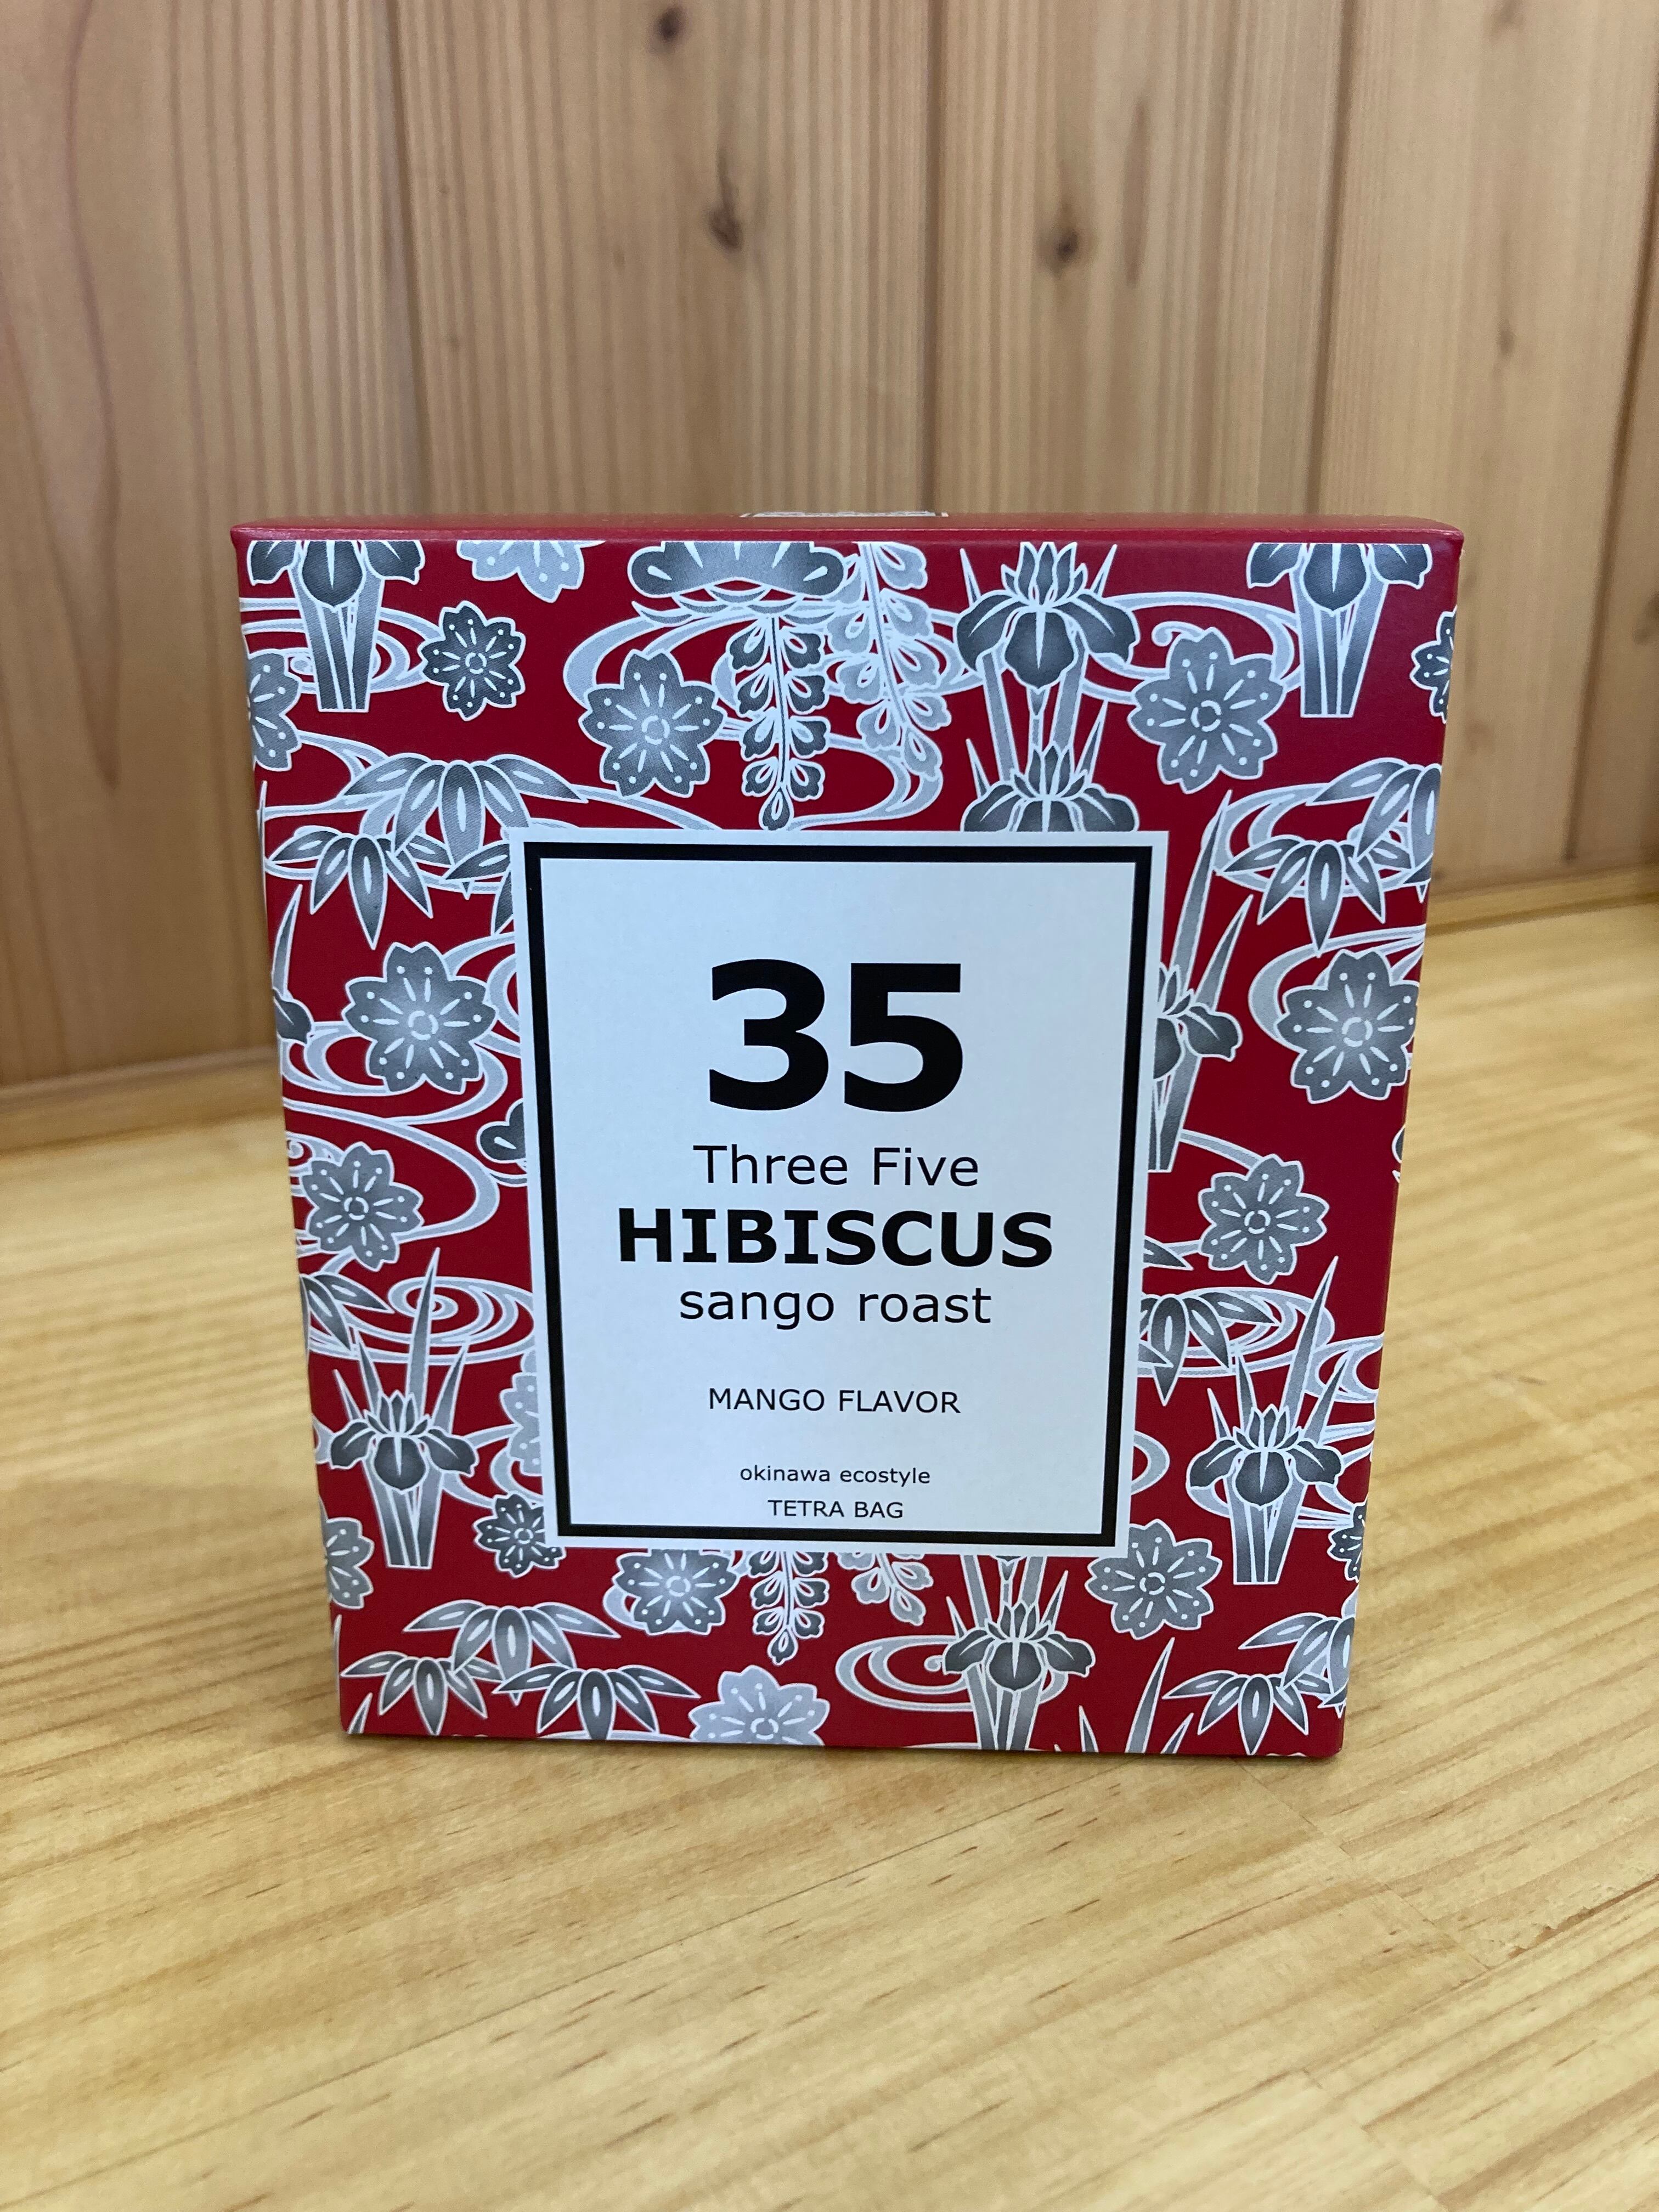 35
Three Five
HIBISCUS
sango roast
MANGO FLAVOR
okinawa ecostyle
TETRA BAG